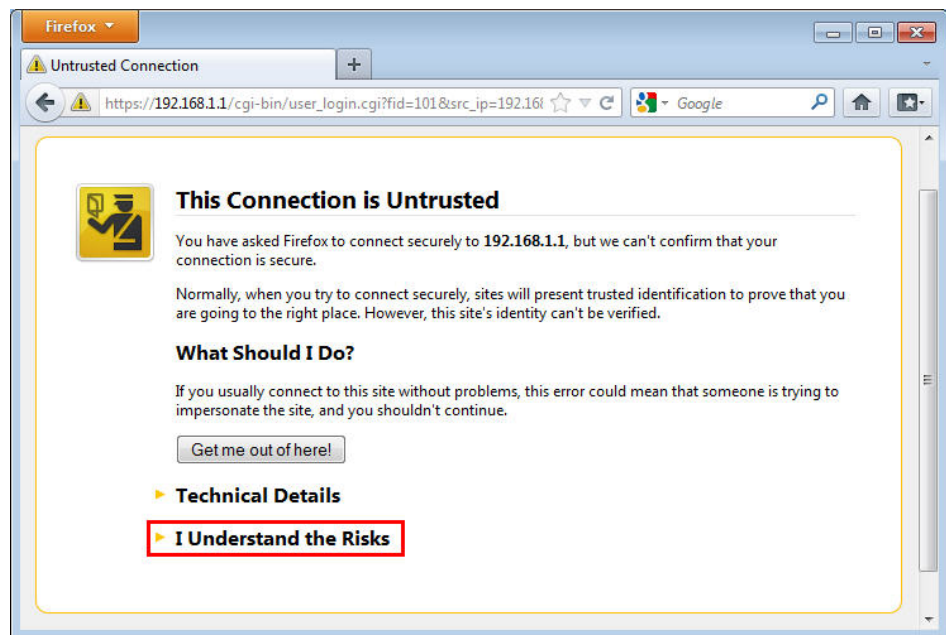 Firefox
Untrusted Connection
https://192.168.1.1/cgi-bin/user_login.cgi?fid=101&src_ip=192.168
Google
This Connection is Untrusted
You have asked Firefox to connect securely to 192.168.1.1, but we can't confirm that your
connection is secure.
Normally, when you try to connect securely, sites will present trusted identification to prove that you
are going to the right place. However, this site's identity can't be verified.
What Should I Do?
If you usually connect to this site without problems, this error could mean that someone is trying to
impersonate the site, and you shouldn't continue.
Get me out of here!
Technical Details
I Understand the Risks